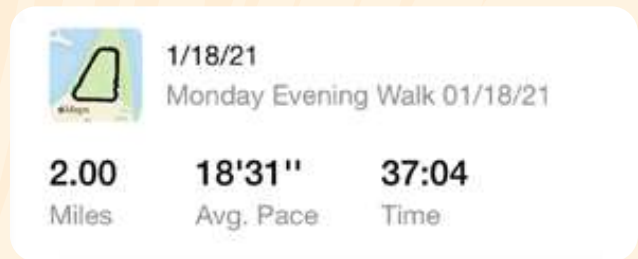 1/18/21
Monday Evening Walk 01/18/21
Maps
2.00
18'31''
37:04
Miles
Avg. Pace
Time